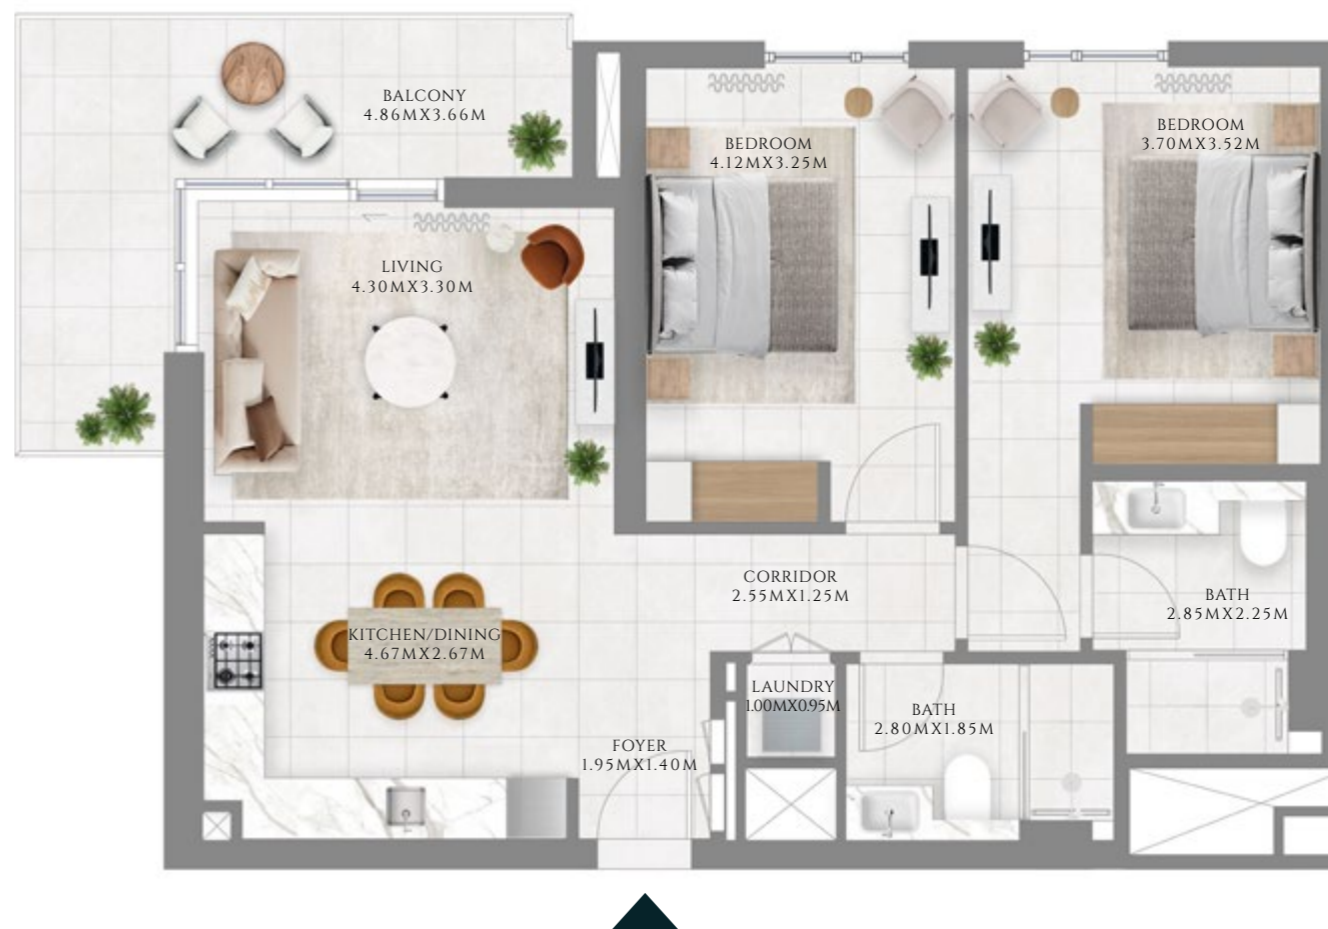 BALCONY
4.86MX3.66M
BEDROOM
4.12MX3.25M
BEDROOM
3.70MX3.52M
LIVING
4.30MX3.30M
CORRIDOR
2.55MX1.25M
BATH
2.85MX2.25M
KITCHEN/DINING
4.67MX2.67M
LAUNDRY
1.00MX0.95M
BATH
2.80MX1.85M
FOYER
1.95MX1.40M